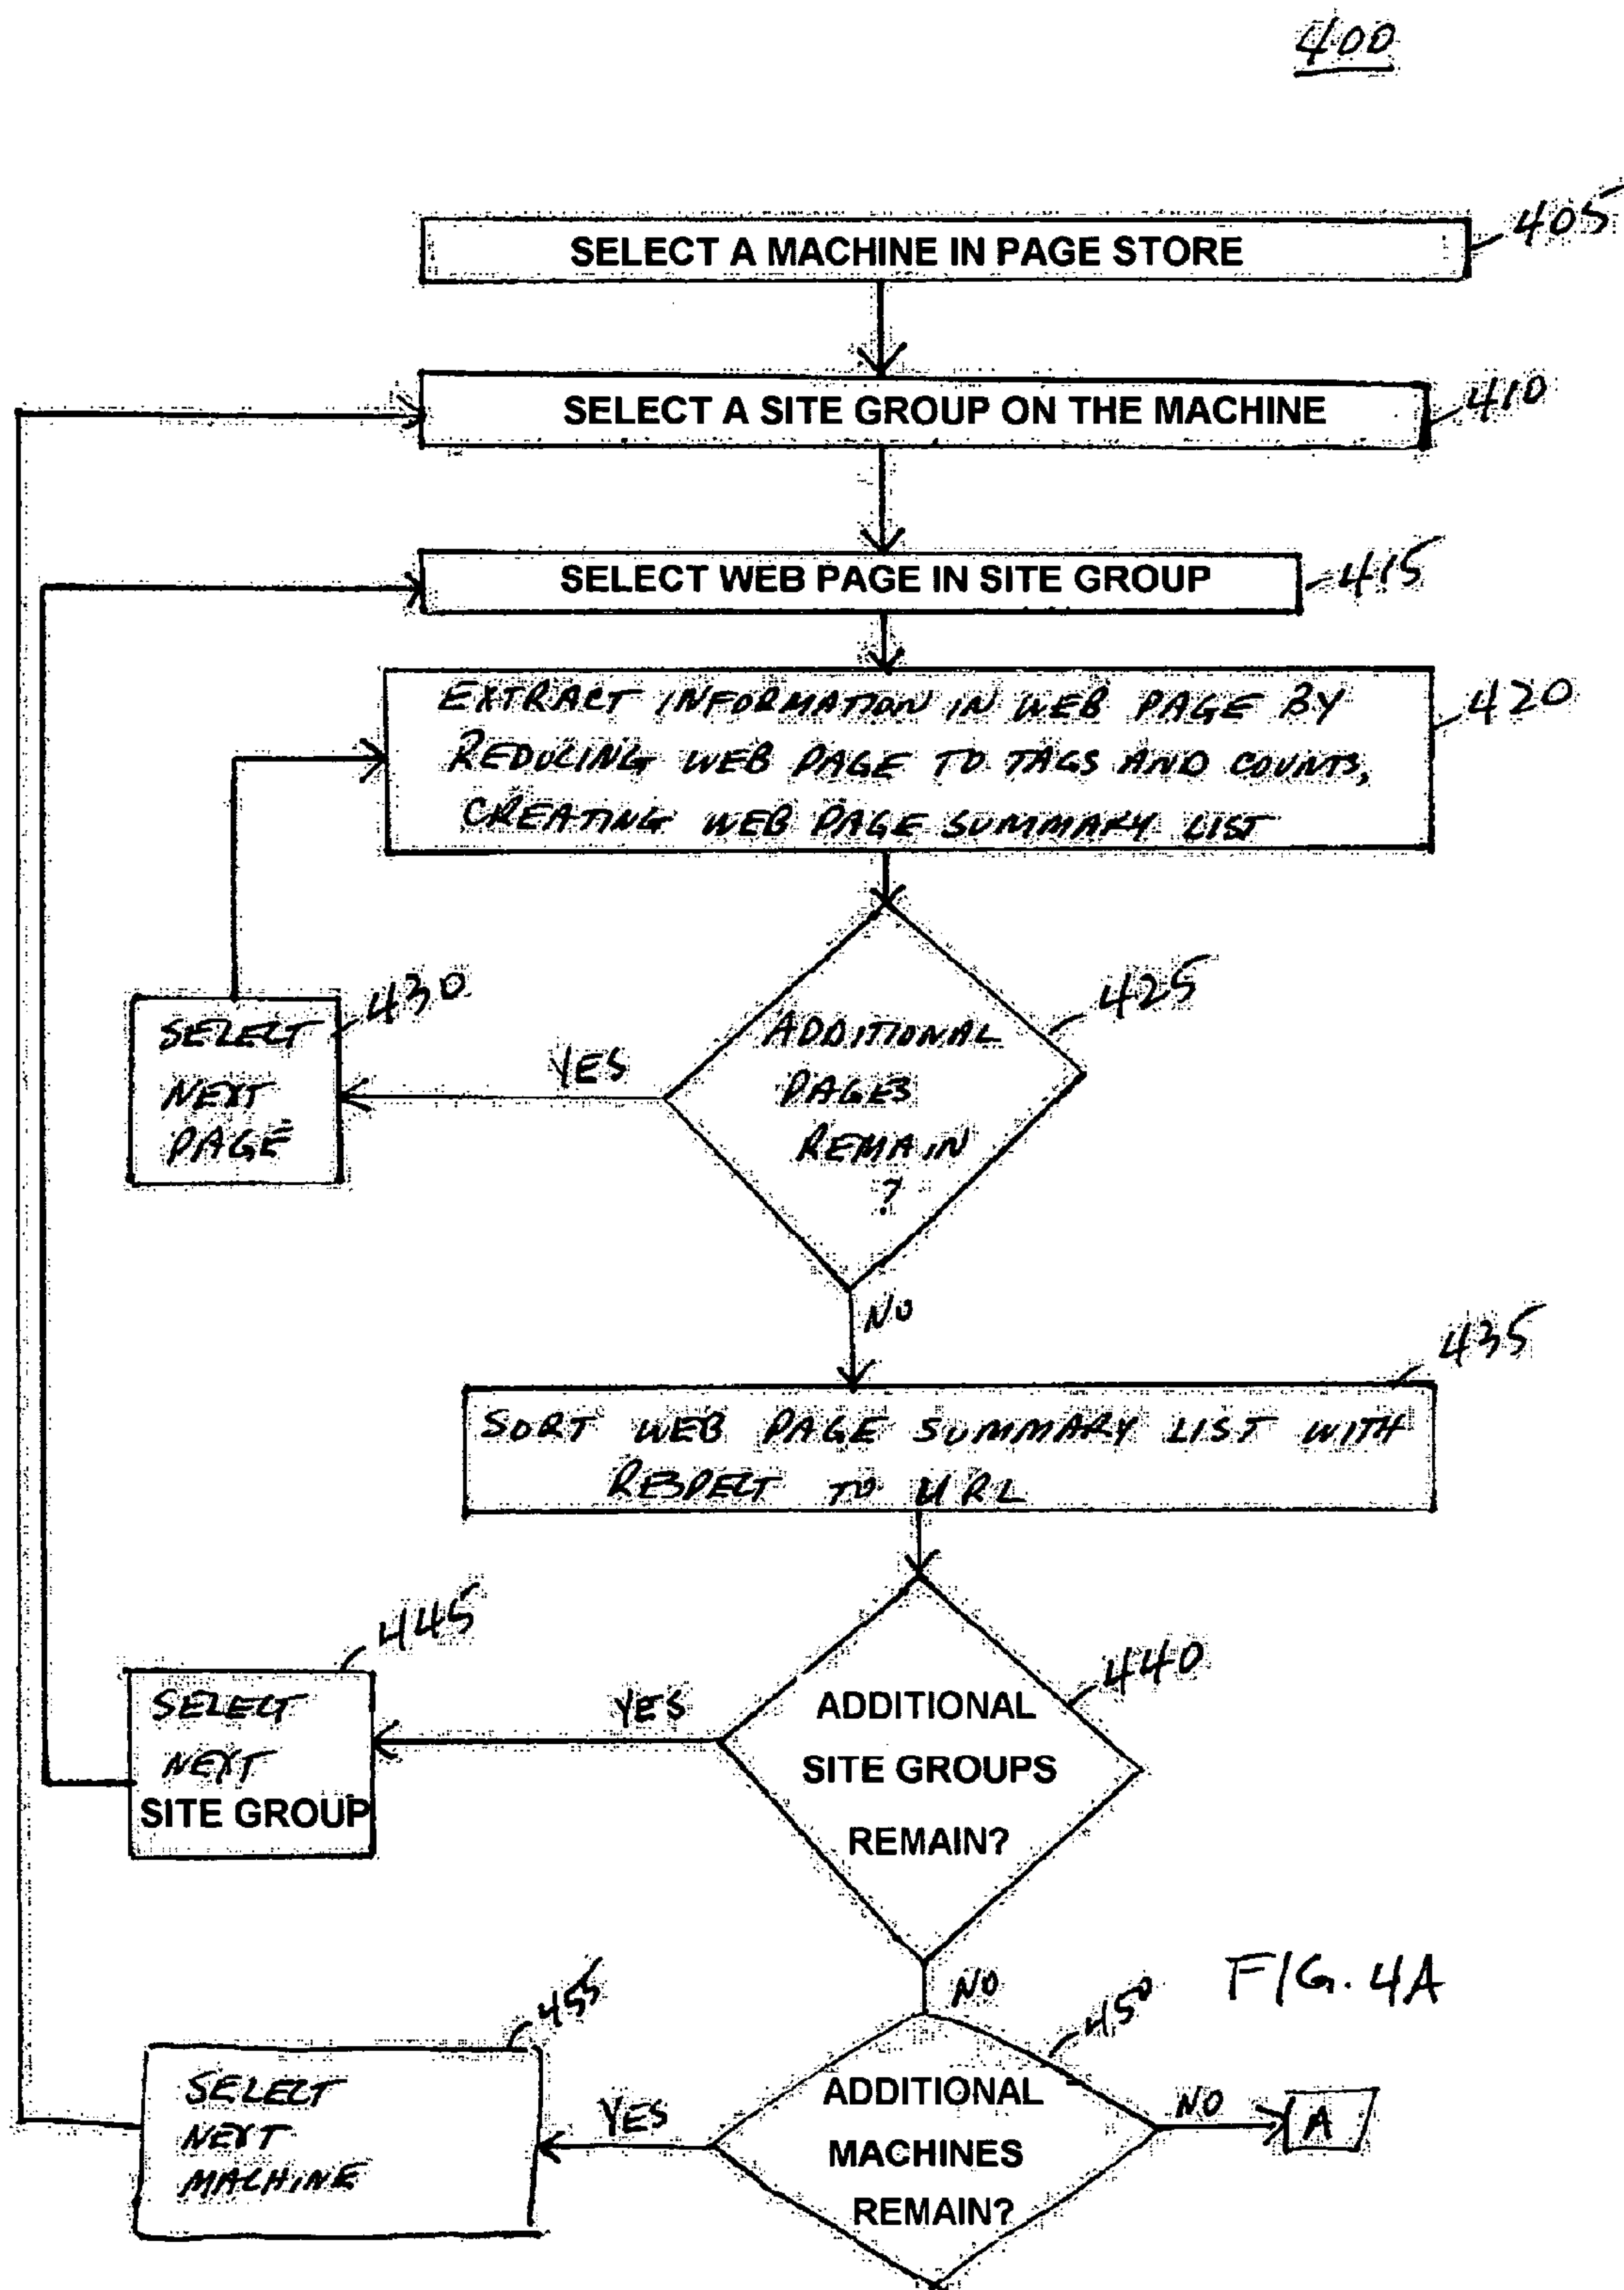 400
405
SELECT A MACHINE IN PAGE STORE
410
SELECT A SITE GROUP ON THE MACHINE
415
SELECT WEB PAGE IN SITE GROUP
420
EXTRACT INFORMATION IN WEB PAGE BY
REDUCING WEB PAGE TO TAGS AND COUNTS,
CREATING WEB PAGE SUMMARY LIST
430
SELECT
NEXT
PAGE
YES
425
ADDITIONAL
PAGES
REMAIN
?
NO
435
SORT WEB PAGE SUMMARY LIST WITH
RESPECT TO URL
445
SELECT
NEXT
SITE GROUP
YES
440
ADDITIONAL
SITE GROUPS
REMAIN?
NO
FIG. 4A
455
SELECT
NEXT
MACHINE
YES
450
ADDITIONAL
MACHINES
REMAIN?
NO
A